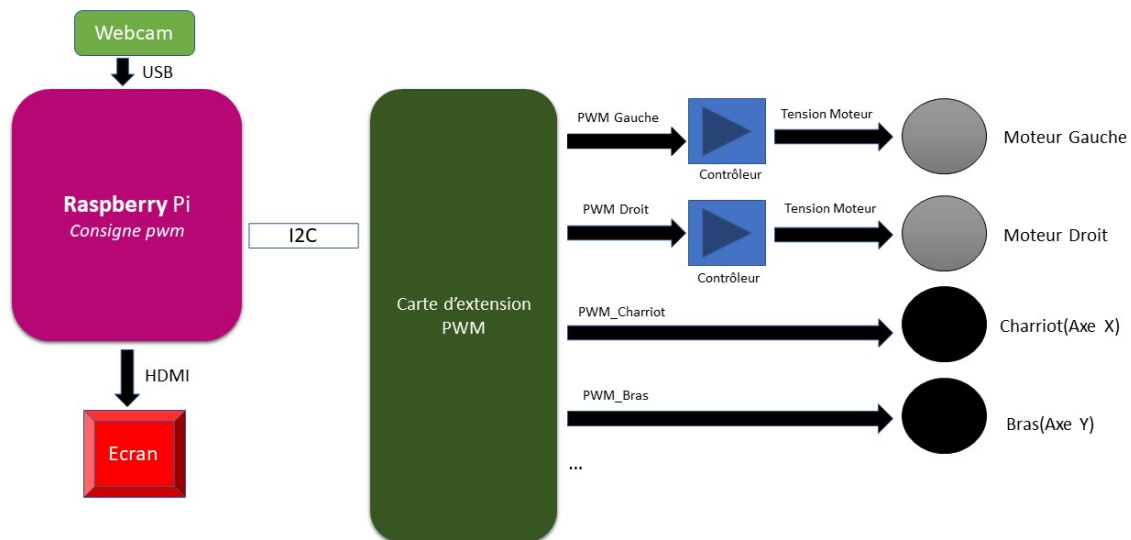 Webcam
USB
Raspberry Pi
Consigne pwm
HDMI
Ecran
I2C
Carte d'extension
PWM
PWM Gauche
Contrôleur
Tension Moteur
Moteur Gauche
PWM Droit
Contrôleur
Tension Moteur
Moteur Droit
PWM_Charriot
Charriot(Axe X)
PWM_Bras
Bras(Axe Y)
...